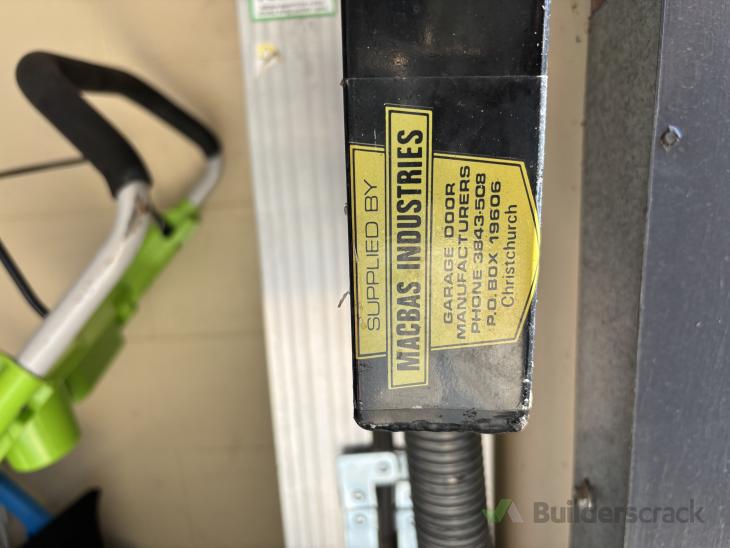 SUPPLIED BY
MACBAS INDUSTRIES
GARAGE DOOR
MANUFACTURERS
PHONE 3843-508
P.O. BOX 19606
Christchurch
Builderscrack